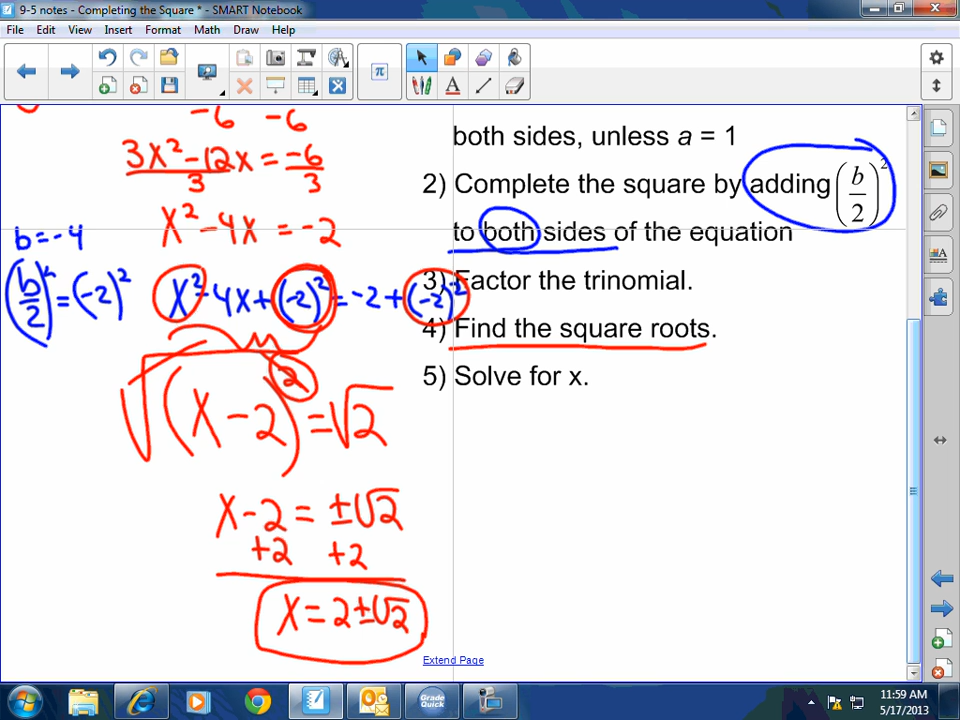 9-5 notes - Completing the Square * - SMART Notebook
File Edit View Insert Format Math Draw Help
π
A
-6 -6
3x² -12x = -6
3 3
x² -4x = -2
b = -4
(b/2)² = (-2)²
x² -4x + (-2)² = -2 + (-2)²
√(x-2)² = √2
x-2 = ±√2
+2 +2
x = 2±√2
both sides, unless a = 1
2) Complete the square by adding (b/2)²
to both sides of the equation
3) Factor the trinomial.
4) Find the square roots.
5) Solve for x.
Extend Page
Grade Quick
11:59 AM
5/17/2013